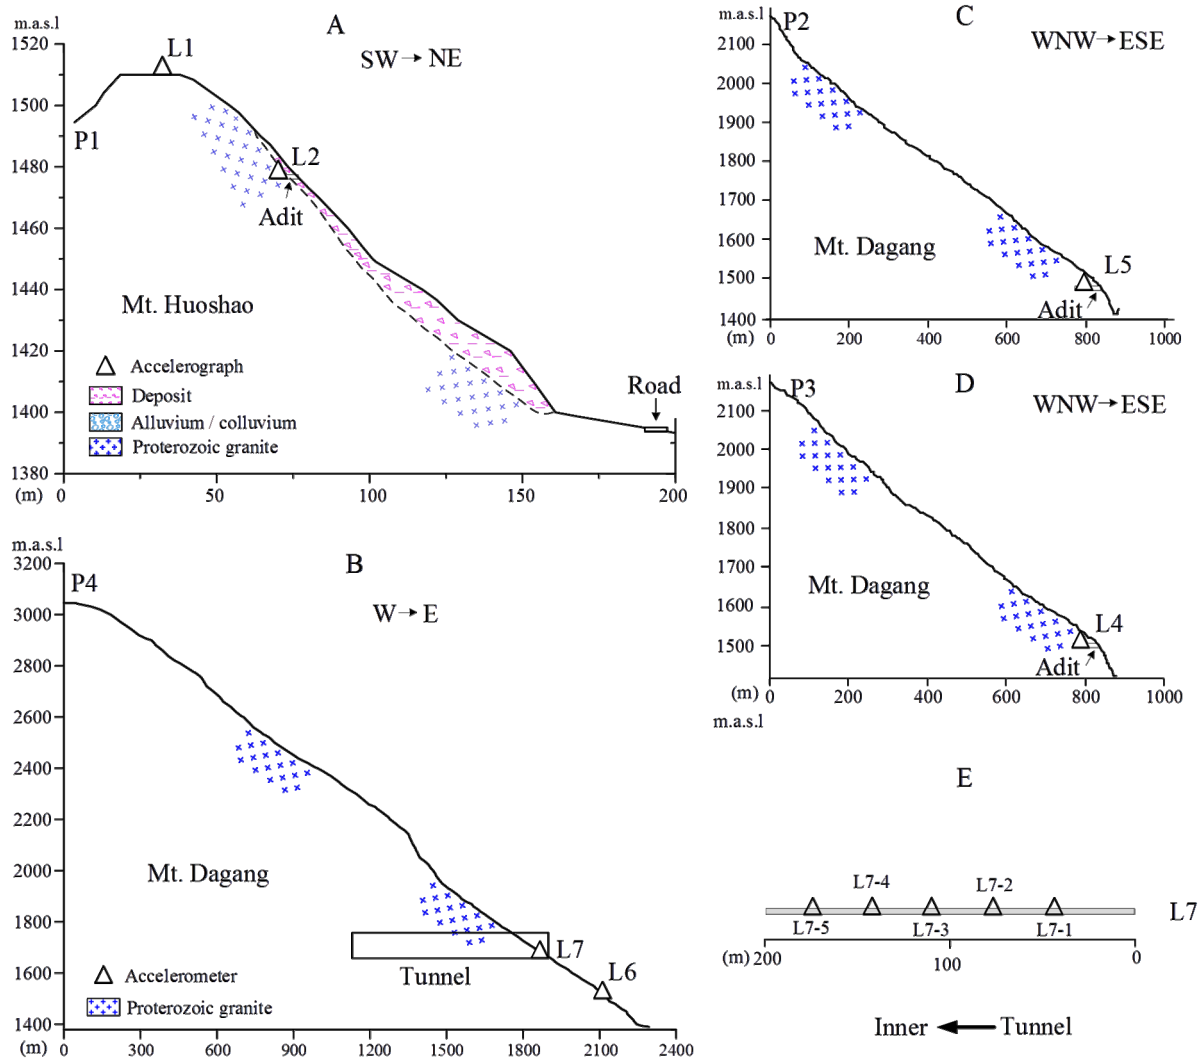 m.a.s.l
A
SW → NE
1520
1500
1480
1460
1440
1420
1400
1380
L1
P1
L2
Adit
Mt. Huoshao
Accelerograph
Deposit
Alluvium / colluvium
Proterozoic granite
Road
(m)
0
50
100
150
200
m.a.s.l
B
W → E
3200
3000
2800
2600
2400
2200
2000
1800
1600
1400
P4
Mt. Dagang
L7
L6
Tunnel
Accelerometer
Proterozoic granite
0
300
600
900
1200
1500
1800
2100
2400
m.a.s.l
C
WNW → ESE
P2
2100
2000
1900
1800
1700
1600
1500
1400
Mt. Dagang
L5
Adit
(m)
0
200
400
600
800
1000
m.a.s.l
D
WNW → ESE
P3
2100
2000
1900
1800
1700
1600
1500
Mt. Dagang
L4
Adit
(m)
0
200
400
600
800
1000
m.a.s.l
E
L7-4
L7-2
L7
L7-5
L7-3
L7-1
(m)
200
100
0
Inner ← Tunnel